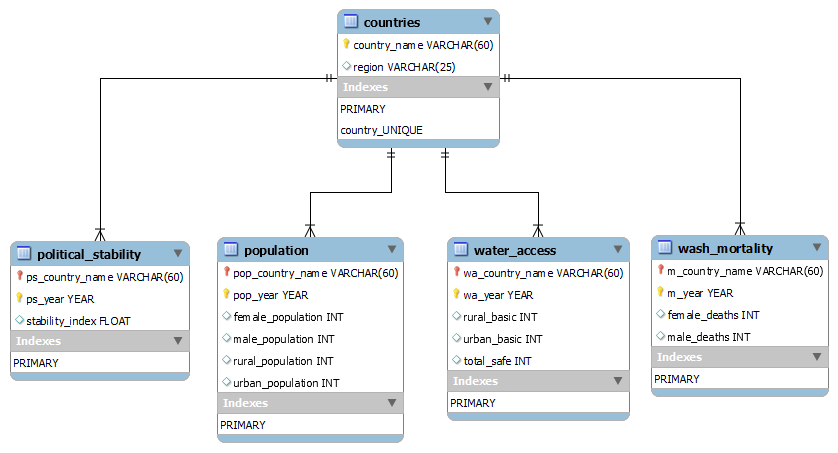 countries
country_name VARCHAR(60)
region VARCHAR(25)
Indexes
PRIMARY
country_UNIQUE
political_stability
ps_country_name VARCHAR(60)
ps_year YEAR
stability_index FLOAT
Indexes
PRIMARY
population
pop_country_name VARCHAR(60)
pop_year YEAR
female_population INT
male_population INT
rural_population INT
urban_population INT
Indexes
PRIMARY
water_access
wa_country_name VARCHAR(60)
wa_year YEAR
rural_basic INT
urban_basic INT
total_safe INT
Indexes
PRIMARY
wash_mortality
m_country_name VARCHAR(60)
m_year YEAR
female_deaths INT
male_deaths INT
Indexes
PRIMARY